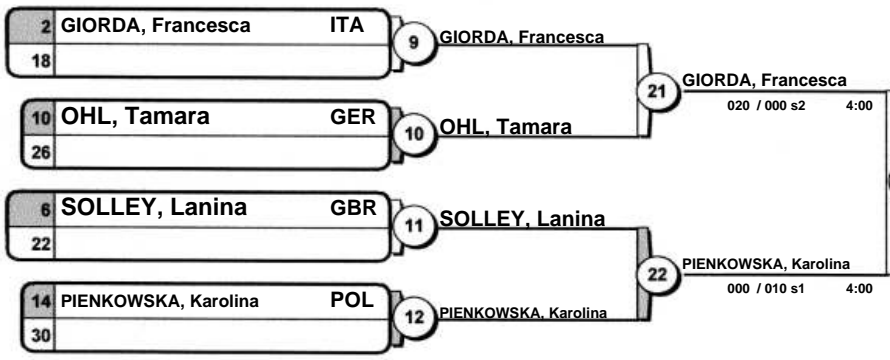 2 GIORDA, Francesca ITA
18
9
GIORDA, Francesca
10 OHL, Tamara GER
26
10
OHL, Tamara
21
GIORDA, Francesca
020 / 000 s2 4:00
6 SOLLEY, Lanina GBR
22
11
SOLLEY, Lanina
14 PIENKOWSKA, Karolina POL
30
12
PIENKOWSKA, Karolina
22
PIENKOWSKA, Karolina
000 / 010 s1 4:00